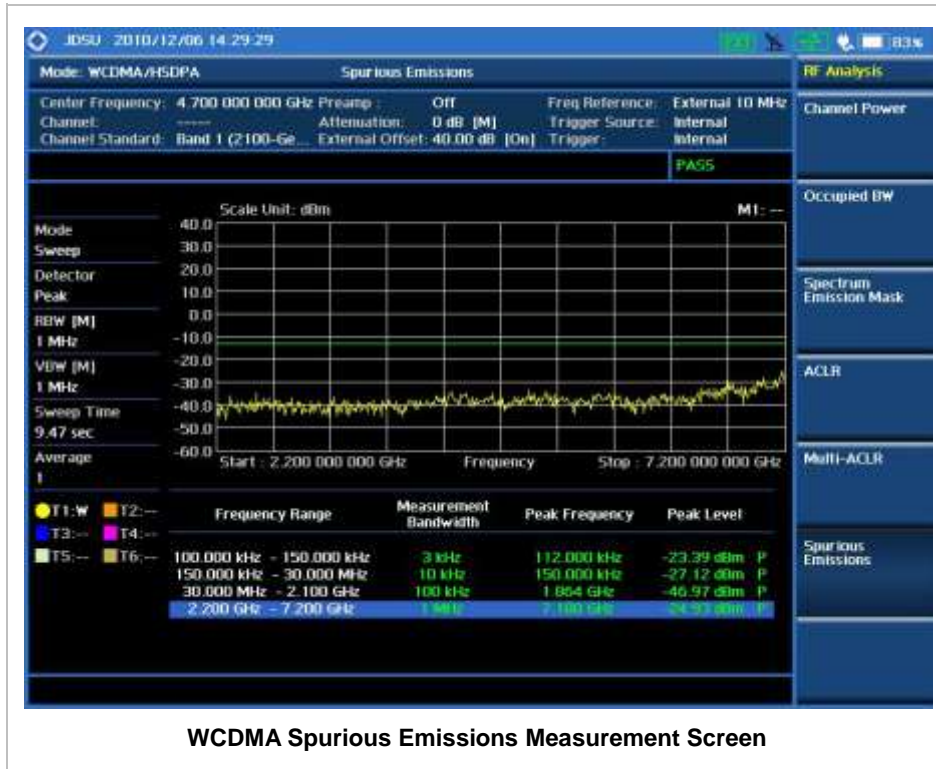 JDSU 2010/12/06 14:29:29 83%
Mode: WCDMA/HSDPA Spurious Emissions
RF Analysis
Center Frequency: 4.700 000 000 GHz Preamp : Off Freq Reference: External 10 MHz
Channel: ----- Attenuation: 0 dB [M] Trigger Source: Internal
Channel Standard: Band 1 (2100-Ge... External Offset: 40.00 dB [On] Trigger: Internal
PASS
Channel Power
Occupied BW
Spectrum
Emission Mask
ACLR
Multi-ACLR
Spurious
Emissions
Scale Unit: dBm M1: --
Mode
Sweep
Detector
Peak
RBW [M]
1 MHz
VBW [M]
1 MHz
Sweep Time
9.47 sec
Average
1
40.0
30.0
20.0
10.0
0.0
-10.0
-20.0
-30.0
-40.0
-50.0
-60.0
Start : 2.200 000 000 GHz Frequency Stop : 7.200 000 000 GHz
T1:W T2:--
T3:-- T4:--
T5:-- T6:--
Frequency Range Measurement Bandwidth Peak Frequency Peak Level
100.000 kHz - 150.000 kHz 3 kHz 112.000 kHz -23.39 dBm P
150.000 kHz - 30.000 MHz 10 kHz 150.000 kHz -27.12 dBm P
30.000 MHz - 2.100 GHz 100 kHz 1.864 GHz -46.97 dBm P
2.200 GHz - 7.200 GHz 1 MHz 7.180 GHz -24.93 dBm P
WCDMA Spurious Emissions Measurement Screen